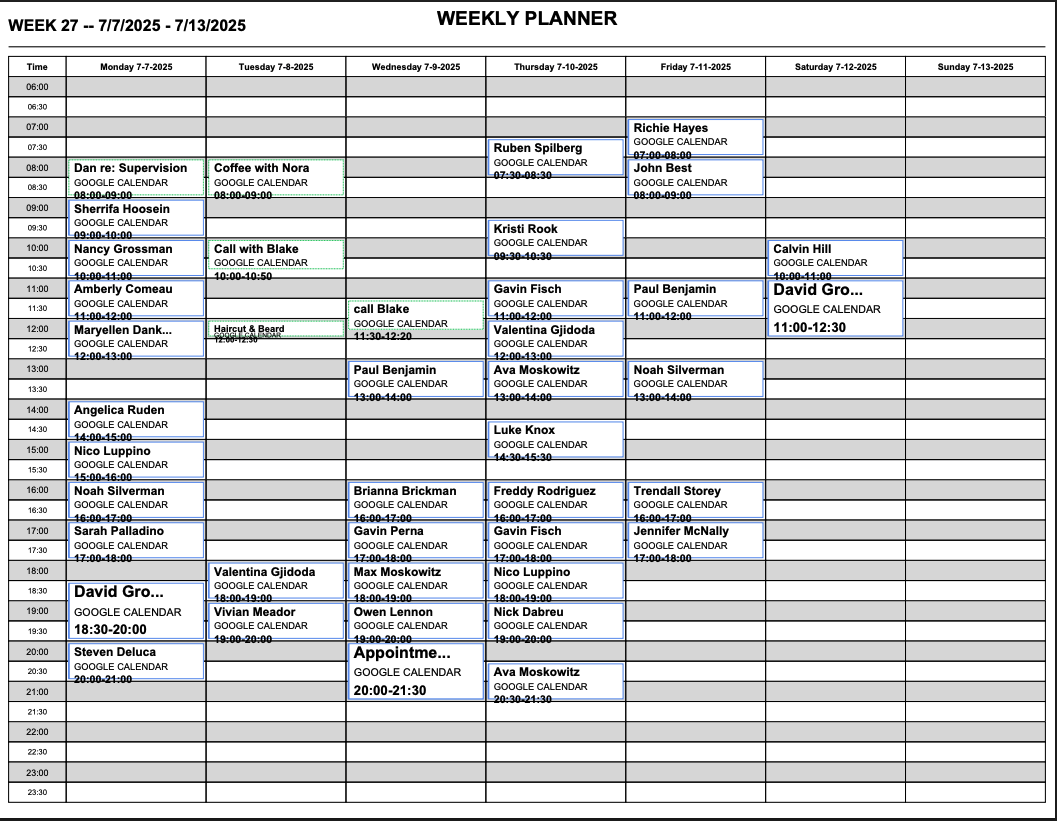 WEEKLY PLANNER
WEEK 27 -- 7/7/2025 - 7/13/2025
Time Monday 7-7-2025 Tuesday 7-8-2025 Wednesday 7-9-2025 Thursday 7-10-2025 Friday 7-11-2025 Saturday 7-12-2025 Sunday 7-13-2025
06:00
06:30
07:00
07:30
08:00
08:30
09:00
09:30
10:00
10:30
11:00
11:30
12:00
12:30
13:00
13:30
14:00
14:30
15:00
15:30
16:00
16:30
17:00
17:30
18:00
18:30
19:00
19:30
20:00
20:30
21:00
21:30
22:00
22:30
23:00
23:30
Dan re: Supervision
GOOGLE CALENDAR
08:00-09:00
Sherrifa Hoosein
GOOGLE CALENDAR
09:00-10:00
Nancy Grossman
GOOGLE CALENDAR
10:00-11:00
Amberly Comeau
GOOGLE CALENDAR
11:00-12:00
Maryellen Dank...
GOOGLE CALENDAR
12:00-13:00
Angelica Ruden
GOOGLE CALENDAR
14:00-15:00
Nico Luppino
GOOGLE CALENDAR
15:00-16:00
Noah Silverman
GOOGLE CALENDAR
16:00-17:00
Sarah Palladino
GOOGLE CALENDAR
17:00-18:00
David Gro...
GOOGLE CALENDAR
18:30-20:00
Steven Deluca
GOOGLE CALENDAR
20:00-21:00
Coffee with Nora
GOOGLE CALENDAR
08:00-09:00
Call with Blake
GOOGLE CALENDAR
10:00-10:50
Haircut & Beard
GOOGLE CALENDAR
12:00-12:30
Valentina Gjidoda
GOOGLE CALENDAR
18:00-19:00
Vivian Meador
GOOGLE CALENDAR
19:00-20:00
call Blake
GOOGLE CALENDAR
11:30-12:20
Paul Benjamin
GOOGLE CALENDAR
13:00-14:00
Brianna Brickman
GOOGLE CALENDAR
16:00-17:00
Gavin Perna
GOOGLE CALENDAR
17:00-18:00
Max Moskowitz
GOOGLE CALENDAR
18:00-19:00
Owen Lennon
GOOGLE CALENDAR
19:00-20:00
Appointme...
GOOGLE CALENDAR
20:00-21:30
Ruben Spilberg
GOOGLE CALENDAR
07:30-08:30
Kristi Rook
GOOGLE CALENDAR
09:30-10:30
Gavin Fisch
GOOGLE CALENDAR
11:00-12:00
Valentina Gjidoda
GOOGLE CALENDAR
12:00-13:00
Ava Moskowitz
GOOGLE CALENDAR
13:00-14:00
Luke Knox
GOOGLE CALENDAR
14:30-15:30
Freddy Rodriguez
GOOGLE CALENDAR
16:00-17:00
Gavin Fisch
GOOGLE CALENDAR
17:00-18:00
Nico Luppino
GOOGLE CALENDAR
18:00-19:00
Nick Dabreu
GOOGLE CALENDAR
19:00-20:00
Ava Moskowitz
GOOGLE CALENDAR
20:30-21:30
Richie Hayes
GOOGLE CALENDAR
07:00-08:00
John Best
GOOGLE CALENDAR
08:00-09:00
Paul Benjamin
GOOGLE CALENDAR
11:00-12:00
Noah Silverman
GOOGLE CALENDAR
13:00-14:00
Trendall Storey
GOOGLE CALENDAR
16:00-17:00
Jennifer McNally
GOOGLE CALENDAR
17:00-18:00
Calvin Hill
GOOGLE CALENDAR
10:00-11:00
David Gro...
GOOGLE CALENDAR
11:00-12:30